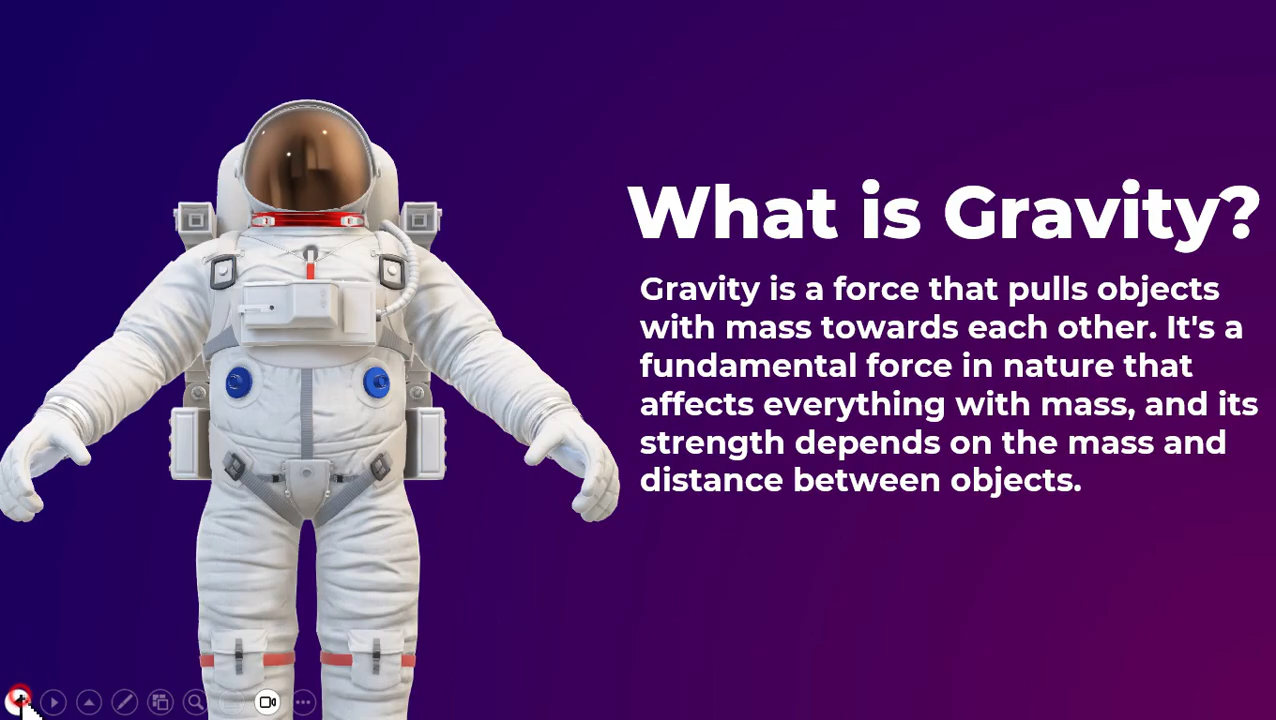 What is Gravity?
Gravity is a force that pulls objects
with mass towards each other. It's a
fundamental force in nature that
affects everything with mass, and its
strength depends on the mass and
distance between objects.